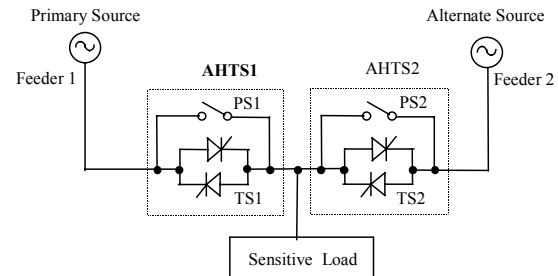 Primary Source
Alternate Source
Feeder 1
AHTS1
AHTS2
Feeder 2
PS1
PS2
TS1
TS2
Sensitive Load